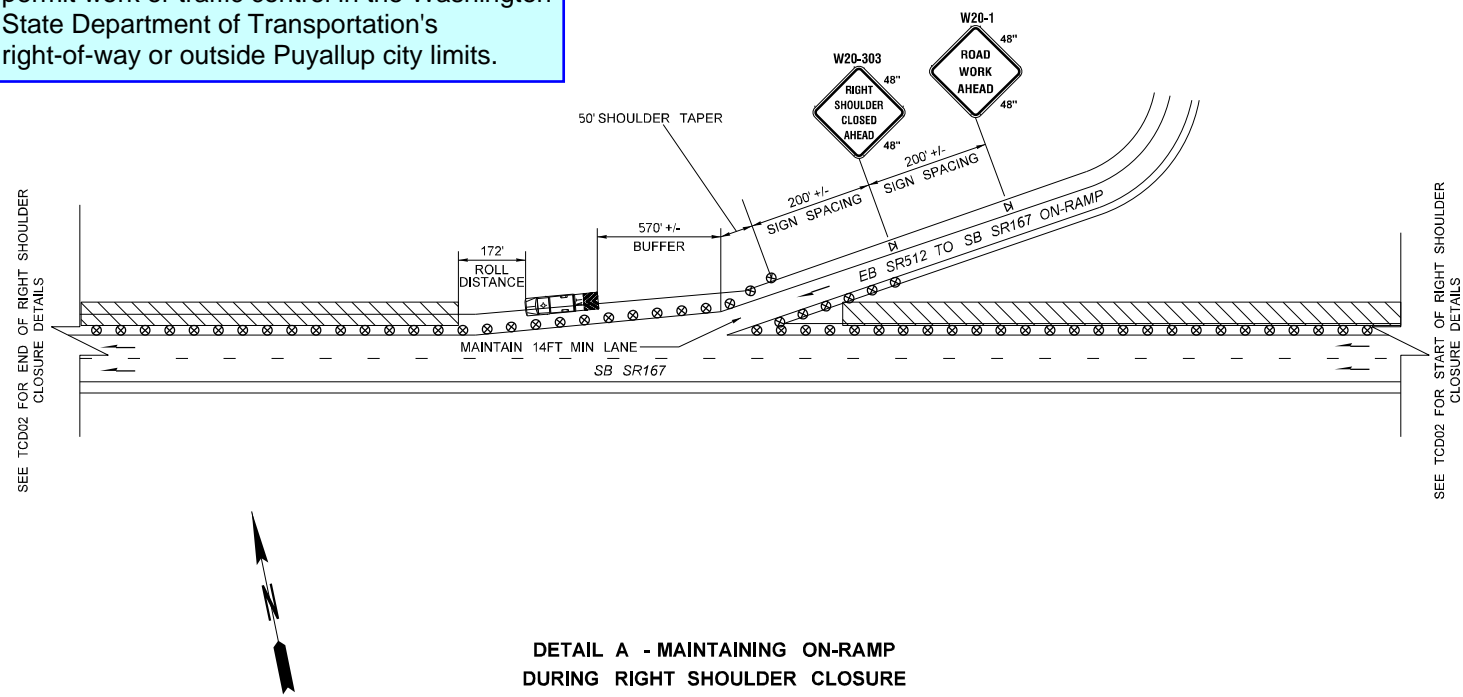 permit work or traffic control in the Washington
State Department of Transportation's
right-of-way or outside Puyallup city limits.
W20-1
48"
ROAD
WORK
AHEAD
48"
W20-303
48"
RIGHT
SHOULDER
CLOSED
AHEAD
48"
50' SHOULDER TAPER
200' +/-
SIGN SPACING
200' +/-
SIGN SPACING
570' +/-
BUFFER
172'
ROLL
DISTANCE
EB SR512 TO SB SR167 ON-RAMP
MAINTAIN 14FT MIN LANE
SB SR167
SEE TCD02 FOR END OF RIGHT SHOULDER
CLOSURE DETAILS
SEE TCD02 FOR START OF RIGHT SHOULDER
CLOSURE DETAILS
N
DETAIL A - MAINTAINING ON-RAMP
DURING RIGHT SHOULDER CLOSURE